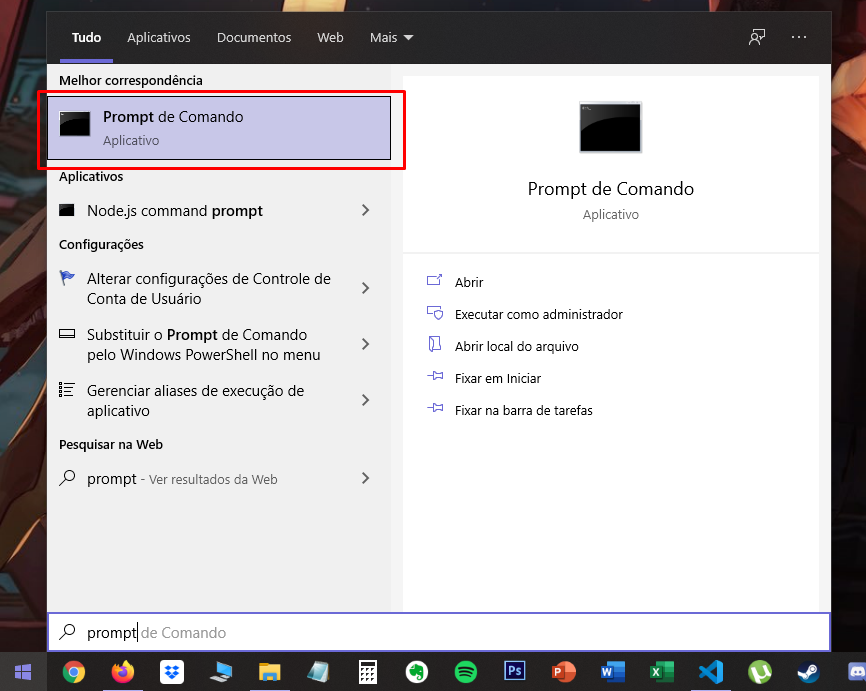 Tudo Aplicativos Documentos Web Mais
Melhor correspondência
Prompt de Comando
Aplicativo
Aplicativos
Node.js command prompt
Configurações
Alterar configurações de Controle de
Conta de Usuário
Substituir o Prompt de Comando
pelo Windows PowerShell no menu
Gerenciar aliases de execução de
aplicativo
Pesquisar na Web
prompt - Ver resultados da Web
Prompt de Comando
Aplicativo
Abrir
Executar como administrador
Abrir local do arquivo
Fixar em Iniciar
Fixar na barra de tarefas
prompt de Comando
Ps P W X